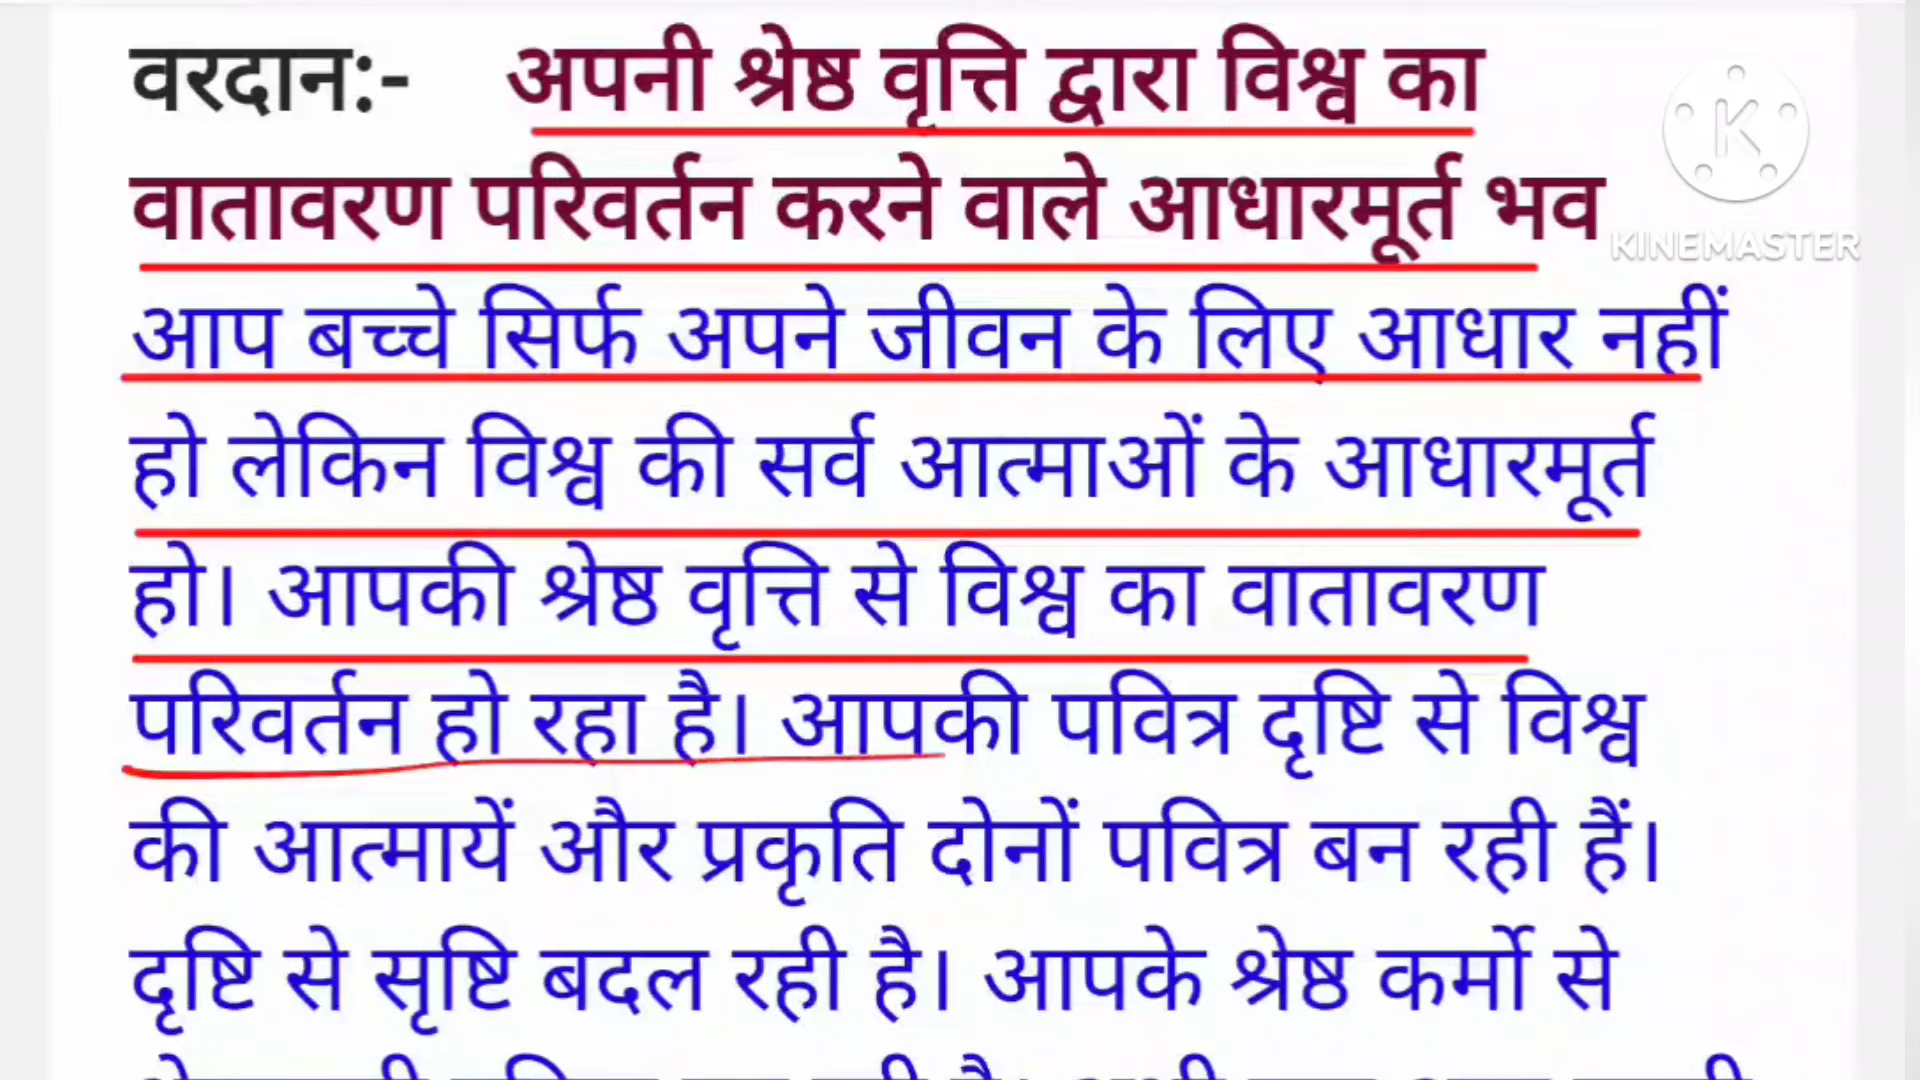 वरदान:- अपनी श्रेष्ठ वृत्ति द्वारा विश्व का
वातावरण परिवर्तन करने वाले आधारमूर्त भव
KINEMASTER
आप बच्चे सिर्फ अपने जीवन के लिए आधार नहीं
हो लेकिन विश्व की सर्व आत्माओं के आधारमूर्त
हो। आपकी श्रेष्ठ वृत्ति से विश्व का वातावरण
परिवर्तन हो रहा है। आपकी पवित्र दृष्टि से विश्व
की आत्मायें और प्रकृति दोनों पवित्र बन रही हैं।
दृष्टि से सृष्टि बदल रही है। आपके श्रेष्ठ कर्मो से